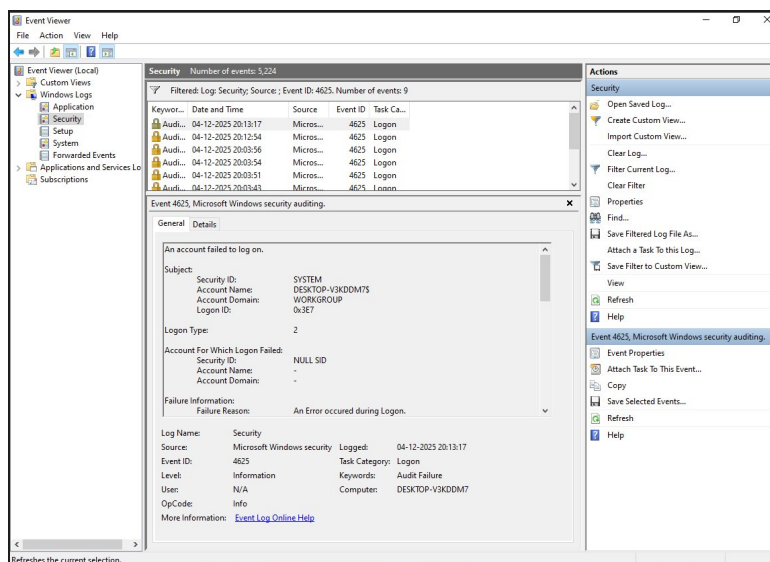 Event Viewer
File Action View Help
Event Viewer (Local)
Custom Views
Windows Logs
Application
Security
Setup
System
Forwarded Events
Applications and Services Lo
Subscriptions
Security Number of events: 5,224
Filtered: Log: Security; Source: ; Event ID: 4625. Number of events: 9
Keywor... Date and Time Source Event ID Task Ca...
Audi... 04-12-2025 20:13:17 Micros... 4625 Logon
Audi... 04-12-2025 20:12:54 Micros... 4625 Logon
Audi... 04-12-2025 20:03:56 Micros... 4625 Logon
Audi... 04-12-2025 20:03:54 Micros... 4625 Logon
Audi... 04-12-2025 20:03:51 Micros... 4625 Logon
Audi... 04-12-2025 20:03:43 Micros... 4625 Logon
Event 4625, Microsoft Windows security auditing.
General Details
An account failed to log on.
Subject:
Security ID: SYSTEM
Account Name: DESKTOP-V3KDDM7$
Account Domain: WORKGROUP
Logon ID: 0x3E7
Logon Type: 2
Account For Which Logon Failed:
Security ID: NULL SID
Account Name: -
Account Domain: -
Failure Information:
Failure Reason: An Error occured during Logon.
Log Name: Security
Source: Microsoft Windows security Logged: 04-12-2025 20:13:17
Event ID: 4625 Task Category: Logon
Level: Information Keywords: Audit Failure
User: N/A Computer: DESKTOP-V3KDDM7
OpCode: Info
More Information: Event Log Online Help
Actions
Security
Open Saved Log...
Create Custom View...
Import Custom View...
Clear Log...
Filter Current Log...
Clear Filter
Properties
Find...
Save Filtered Log File As...
Attach a Task To this Log...
Save Filter to Custom View...
View
Refresh
Help
Event 4625, Microsoft Windows security auditing.
Event Properties
Attach Task To This Event...
Copy
Save Selected Events...
Refresh
Help
Refreshes the current selection.